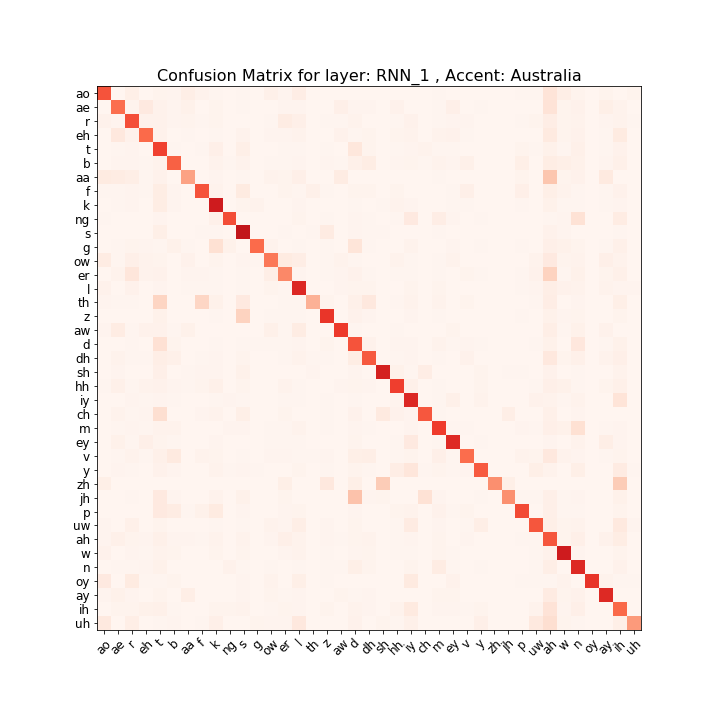 Confusion Matrix for layer: RNN_1 , Accent: Australia
ao
ae
r
eh
t
b
aa
f
k
ng
s
g
ow
er
l
th
z
aw
d
dh
sh
hh
iy
ch
m
ey
v
y
zh
jh
p
uw
ah
w
n
oy
ay
ih
uh
ao ae r eh t b aa f k ng s g ow er l th z aw d dh sh hh iy ch m ey v y zh jh p uw ah w n oy ay ih uh